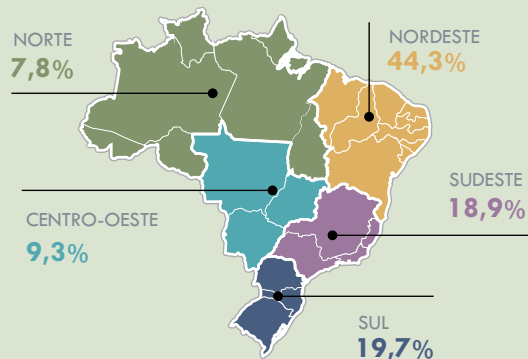 NORTE
7,8%
NORDESTE
44,3%
SUDESTE
18,9%
CENTRO-OESTE
9,3%
SUL
19,7%